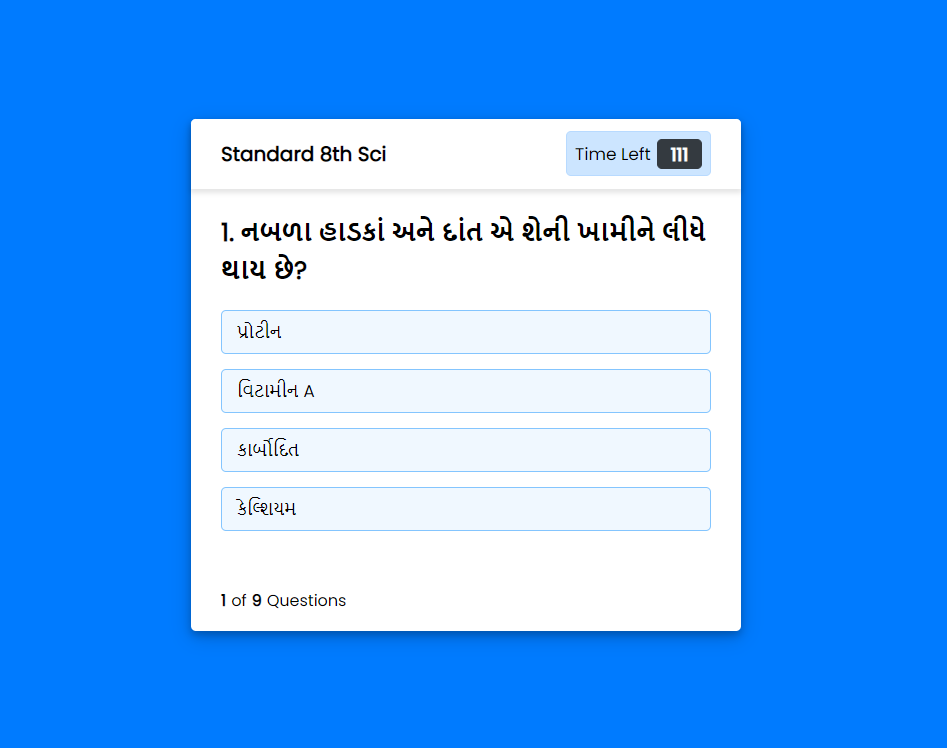 Standard 8th Sci
Time Left 111
1. નબળા હાડકાં અને દાંત એ શેની ખામીને લીધે
થાય છે?
પ્રોટીન
વિટામીન A
કાર્બોદિત
કેલ્શિયમ
1 of 9 Questions